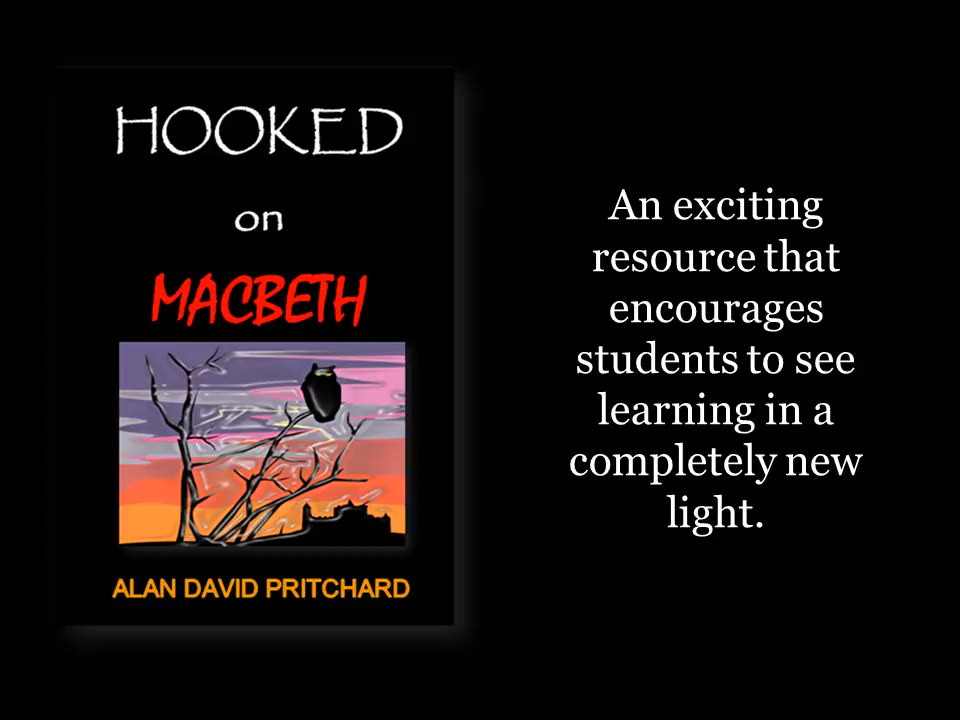 HOOKED
on
MACBETH
ALAN DAVID PRITCHARD
An exciting
resource that
encourages
students to see
learning in a
completely new
light.